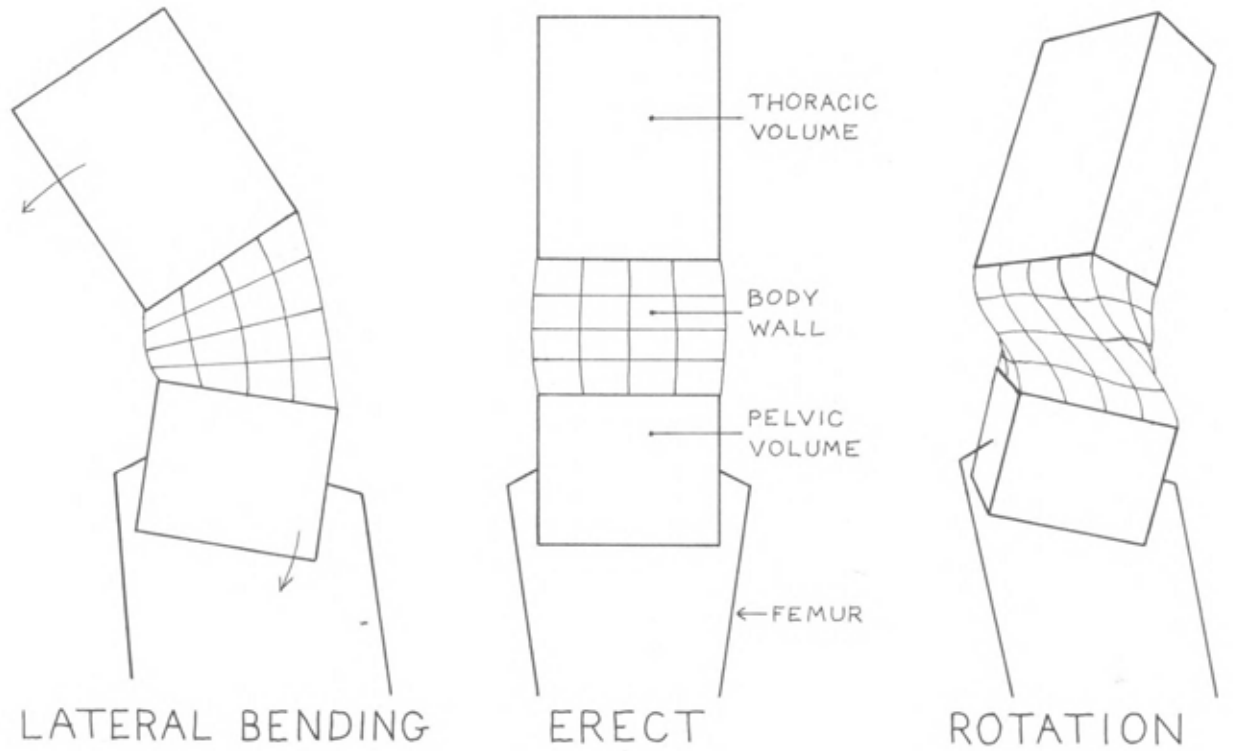 THORACIC
VOLUME
BODY
WALL
PELVIC
VOLUME
FEMUR
LATERAL BENDING
ERECT
ROTATION